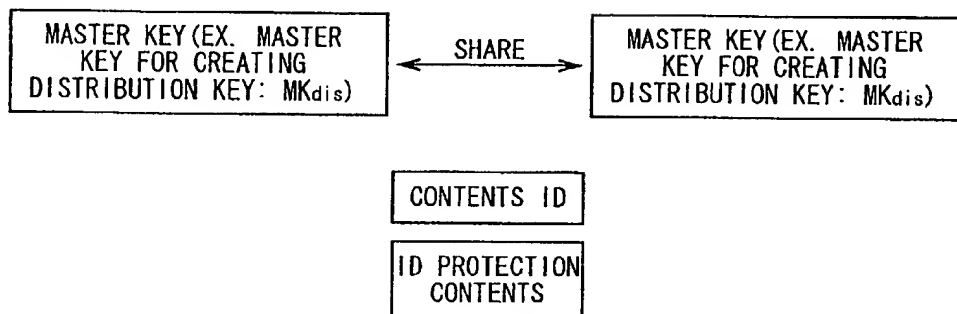 MASTER KEY(EX. MASTER
KEY FOR CREATING
DISTRIBUTION KEY: MKdis)
SHARE
MASTER KEY(EX. MASTER
KEY FOR CREATING
DISTRIBUTION KEY: MKdis)
CONTENTS ID
ID PROTECTION
CONTENTS